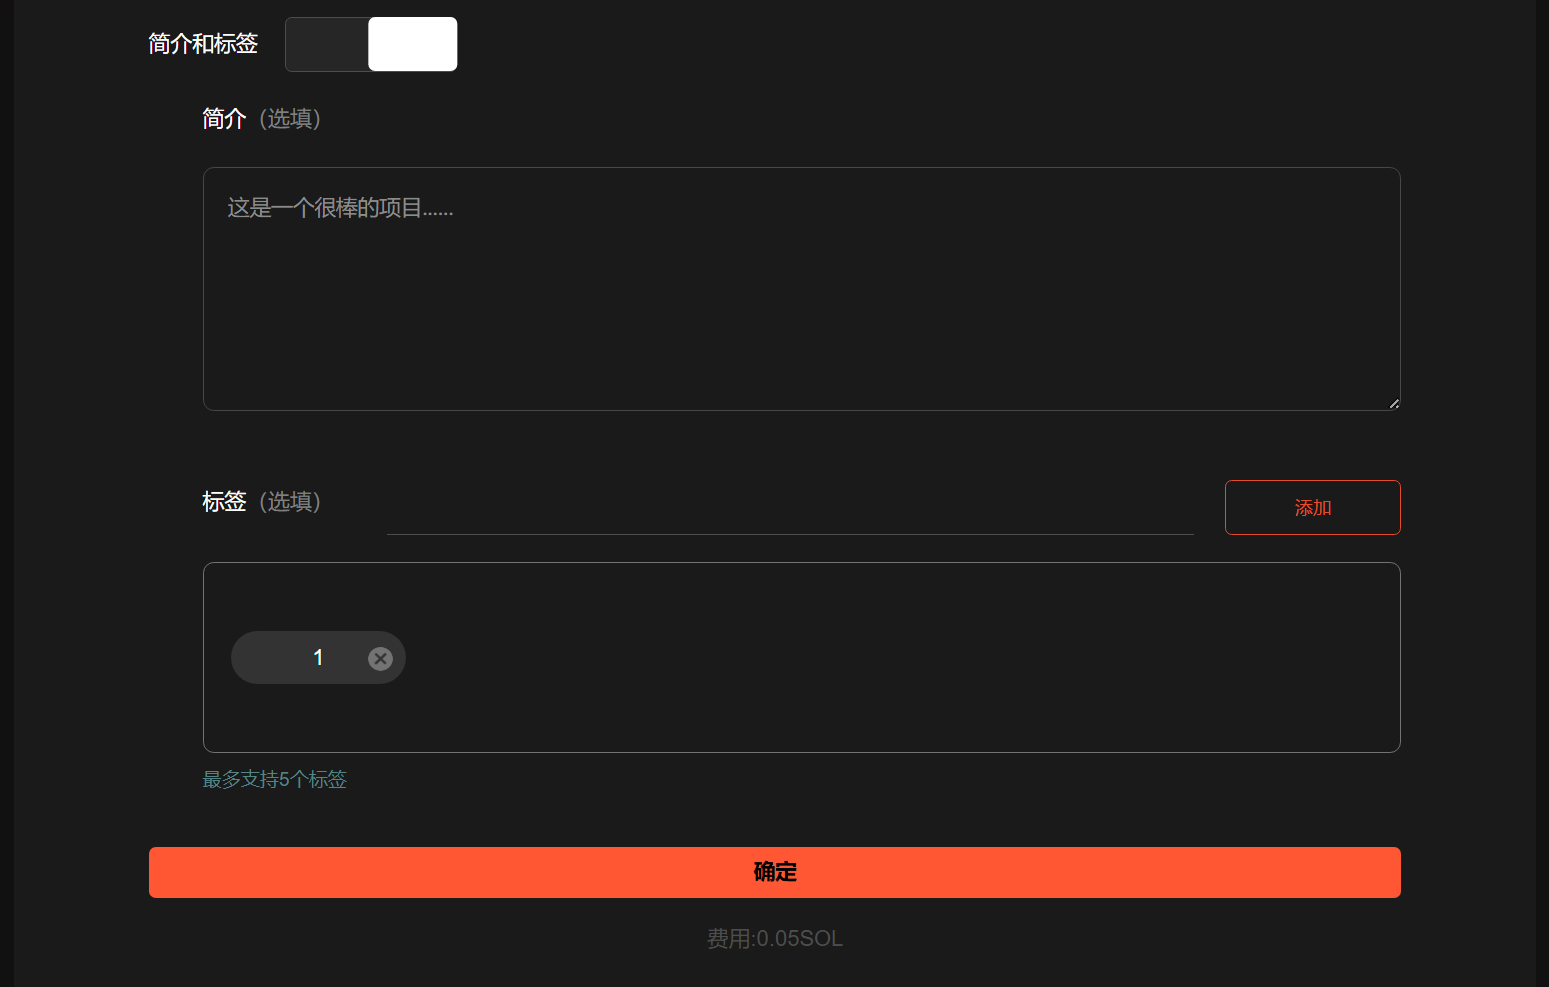 简介和标签
简介（选填）
这是一个很棒的项目......
标签（选填）
添加
1
最多支持5个标签
确定
费用:0.05SOL